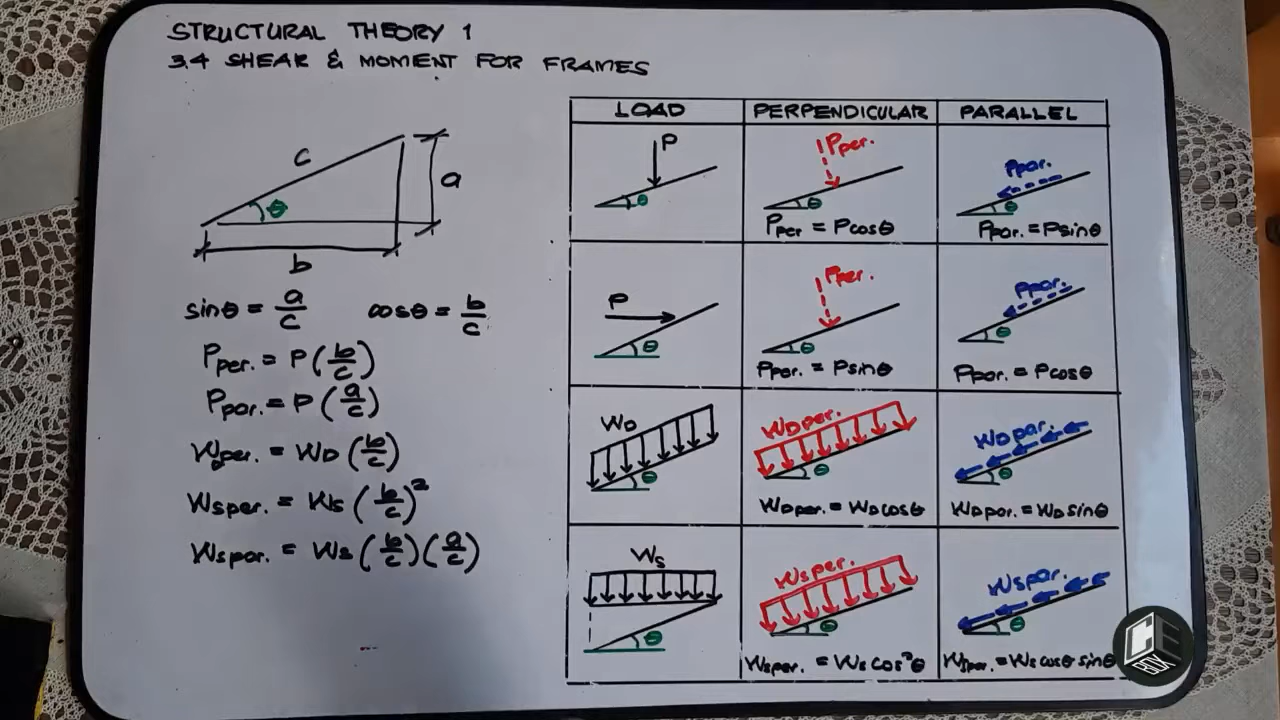 STRUCTURAL THEORY 1
3.4 SHEAR & MOMENT FOR FRAMES
c
θ
a
b
sinθ = a/c cosθ = b/c
Pper. = P(b/c)
Ppar. = P(a/c)
WDper. = WD(b/c)
Wsper. = Ws(b/c)²
Wspar. = Ws(b/c)(a/c)
LOAD PERPENDICULAR PARALLEL
P Pper. Ppar.
θ θ θ
Pper = Pcosθ Ppar. = Psinθ
P Pper. Ppar.
θ θ θ
Pper. = Psinθ Ppar. = Pcosθ
WD WDper. WDpar.
θ θ θ
WDper. = WDcosθ WDpar. = WDsinθ
Ws Wsper. Wspar.
θ θ θ
Wsper. = Wscos²θ Wspar. = Wscosθ sinθ
CE
BOX